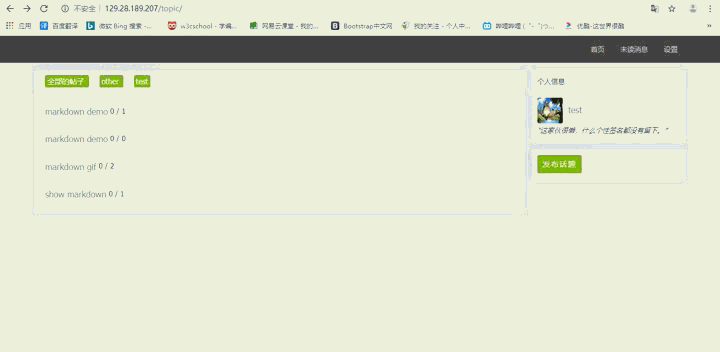 不安全 | 129.28.189.207/topic/
应用 百度翻译 微软 Bing 搜索 -... w3cschool - 学编... 网易云课堂 - 我的... Bootstrap中文网 我的关注 - 个人中... 哔哩哔哩 ( ゜- ゜)つ... 优酷-这世界很酷 »
首页 未读消息 设置
全部的帖子 other test
markdown demo 0 / 1
markdown demo 0 / 0
markdown gif 0 / 2
show markdown 0 / 1
个人信息
test
"这家伙很懒，什么个性签名都没有留下。"
发布话题